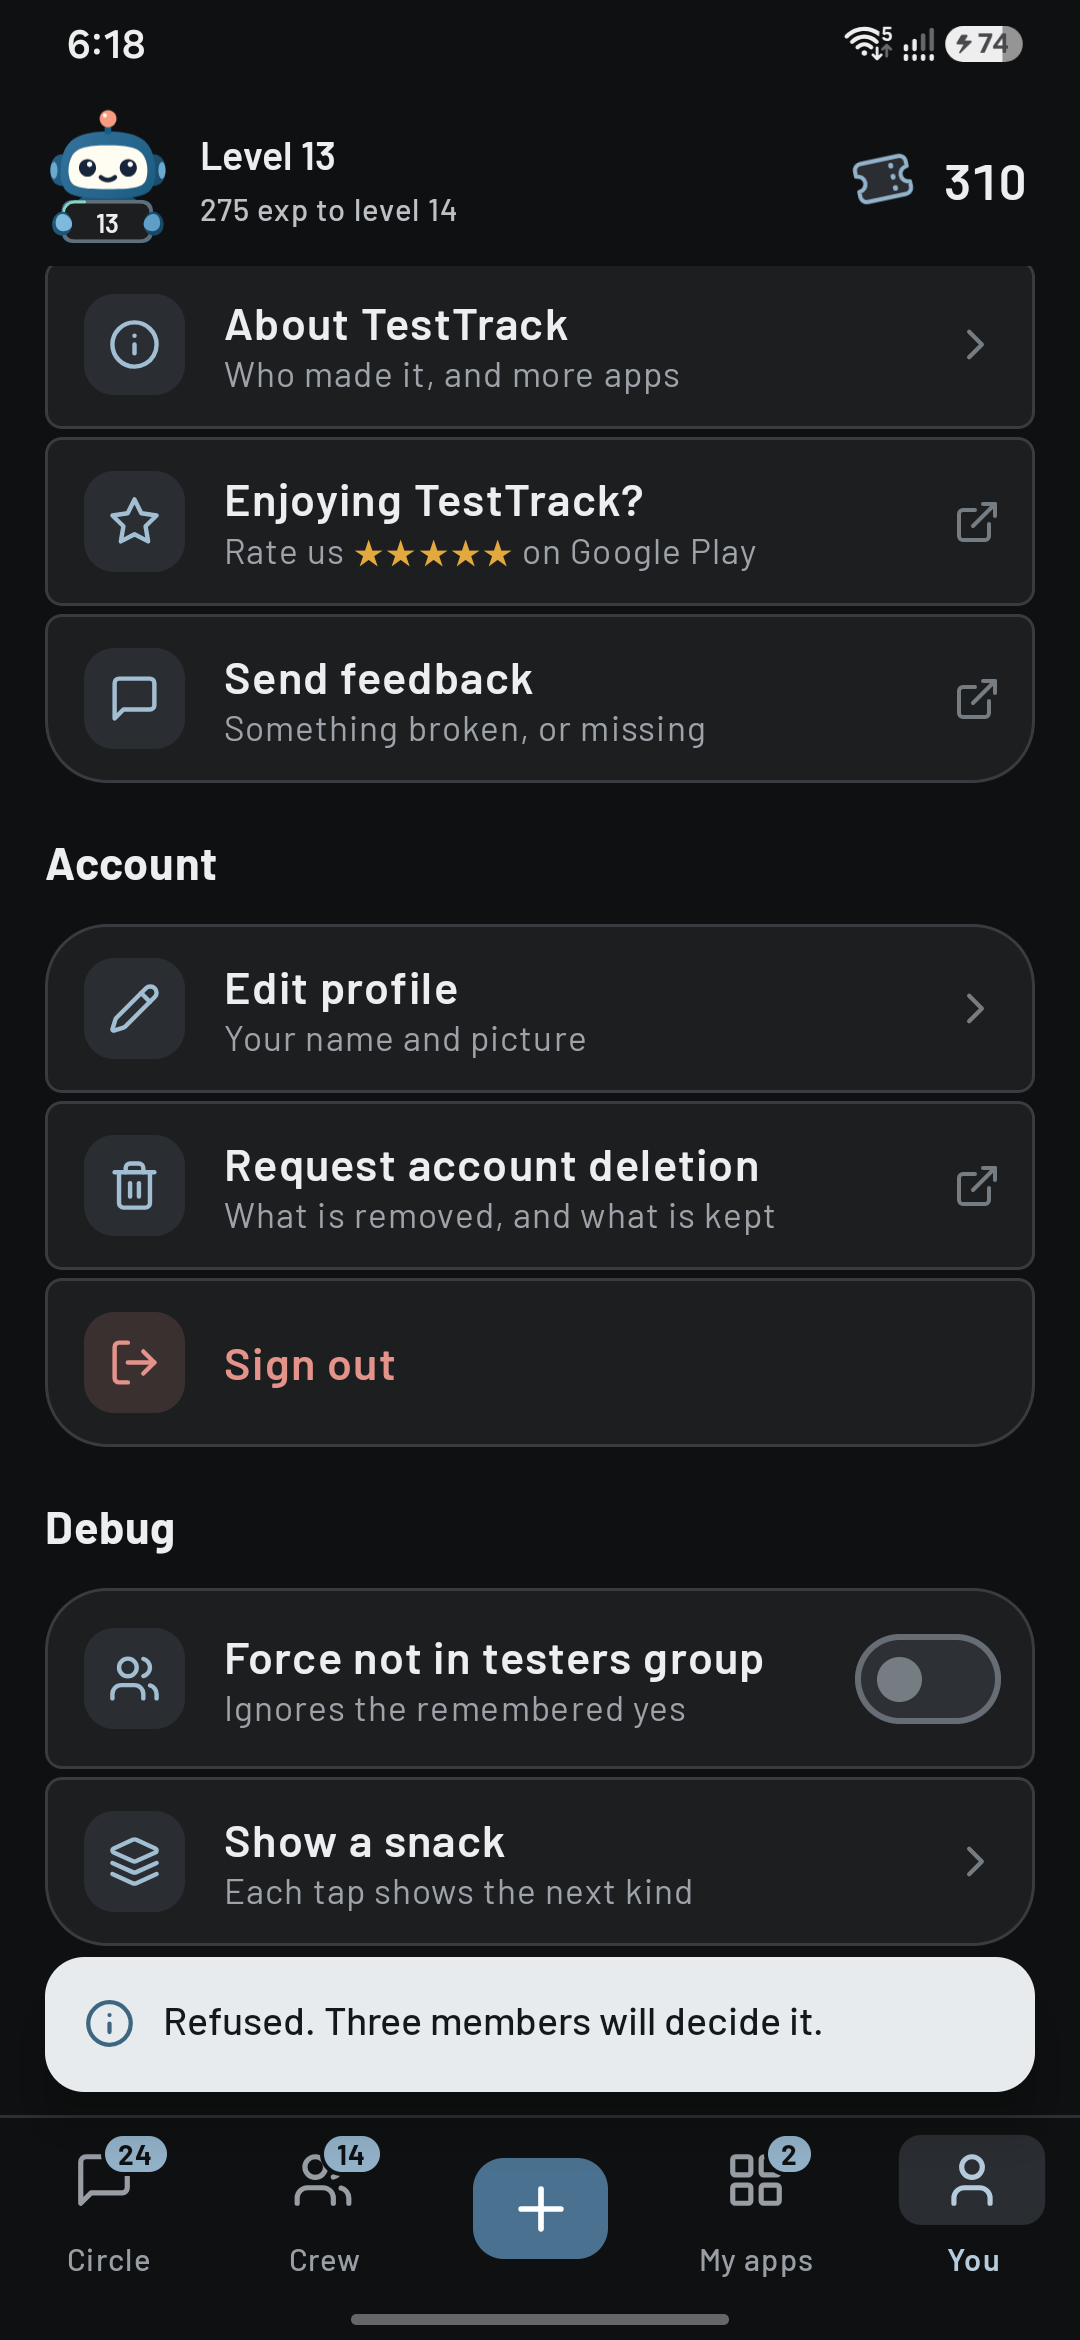 6:18
5
74
Level 13
275 exp to level 14
13
310
About TestTrack
Who made it, and more apps
Enjoying TestTrack?
Rate us ★★★★★ on Google Play
Send feedback
Something broken, or missing
Account
Edit profile
Your name and picture
Request account deletion
What is removed, and what is kept
Sign out
Debug
Force not in testers group
Ignores the remembered yes
Show a snack
Each tap shows the next kind
Refused. Three members will decide it.
24
14
2
Circle
Crew
My apps
You